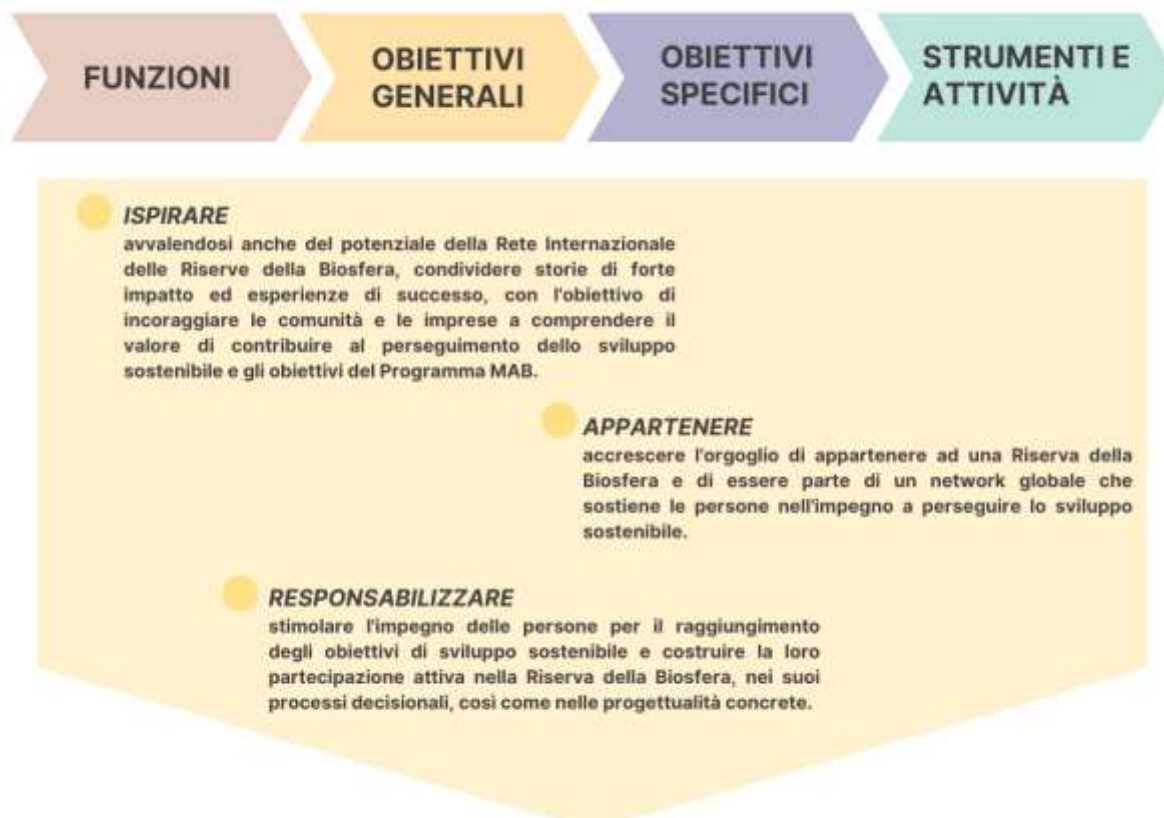 FUNZIONI
OBIETTIVI
GENERALI
OBIETTIVI
SPECIFICI
STRUMENTI E
ATTIVITÀ
ISPIRARE
avvalendosi anche del potenziale della Rete Internazionale
delle Riserve della Biosfera, condividere storie di forte
impatto ed esperienze di successo, con l'obiettivo di
incoraggiare le comunità e le imprese a comprendere il
valore di contribuire al perseguimento dello sviluppo
sostenibile e gli obiettivi del Programma MAB.
APPARTENERE
accrescere l'orgoglio di appartenere ad una Riserva della
Biosfera e di essere parte di un network globale che
sostiene le persone nell'impegno a perseguire lo sviluppo
sostenibile.
RESPONSABILIZZARE
stimolare l'impegno delle persone per il raggiungimento
degli obiettivi di sviluppo sostenibile e costruire la loro
partecipazione attiva nella Riserva della Biosfera, nei suoi
processi decisionali, così come nelle progettualità concrete.